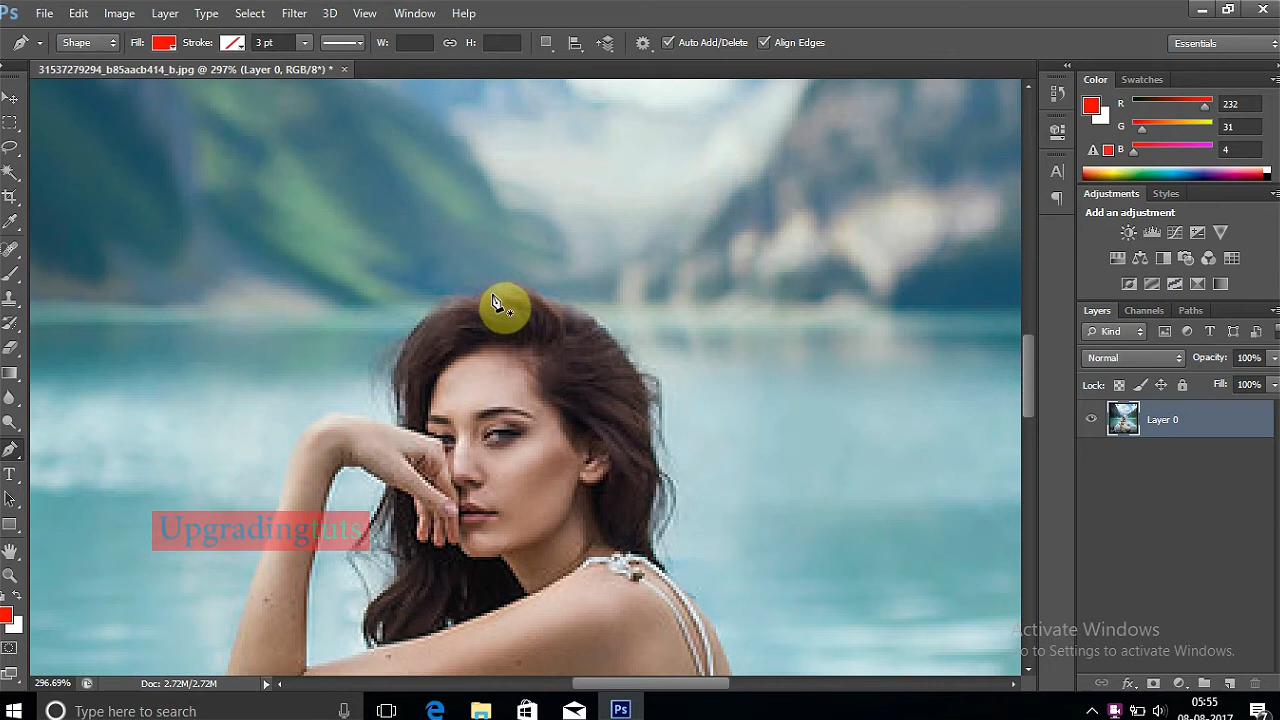 Ps File Edit Image Layer Type Select Filter 3D View Window Help
Shape Fill: Stroke: 3 pt W: H: Auto Add/Delete Align Edges Essentials
31537279294_b85aacb414_b.jpg @ 296% (Layer 0, RGB/8*) * ×
Color Swatches
R 232
G 31
B 4
Adjustments Styles
Add an adjustment
Layers Channels Paths
Kind
Normal Opacity: 100%
Lock: Fill: 100%
Layer 0
Upgradingtuts
Activate Windows
o to Settings to activate Windows.
296.69% Doc: 2.72M/2.72M
Type here to search
Ps
05:55
08-08-2017